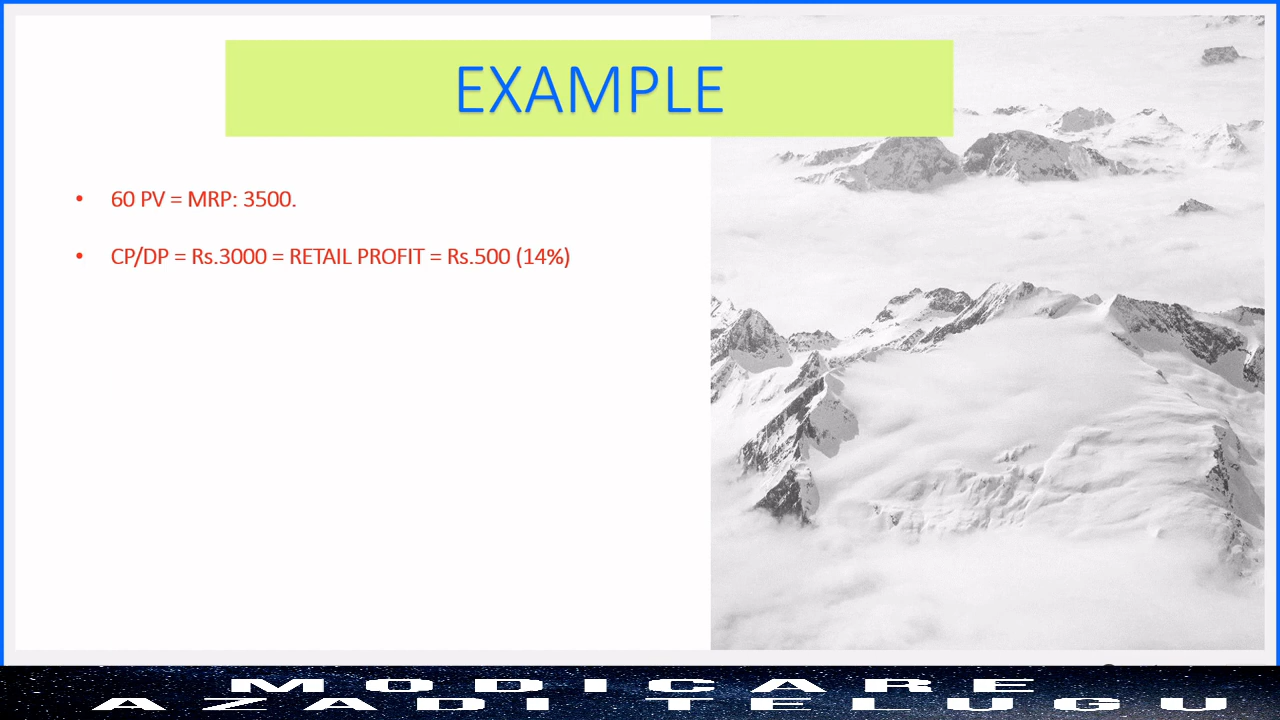 EXAMPLE
• 60 PV = MRP: 3500.
• CP/DP = Rs.3000 = RETAIL PROFIT = Rs.500 (14%)
MODICARE
AZADI TELUGU